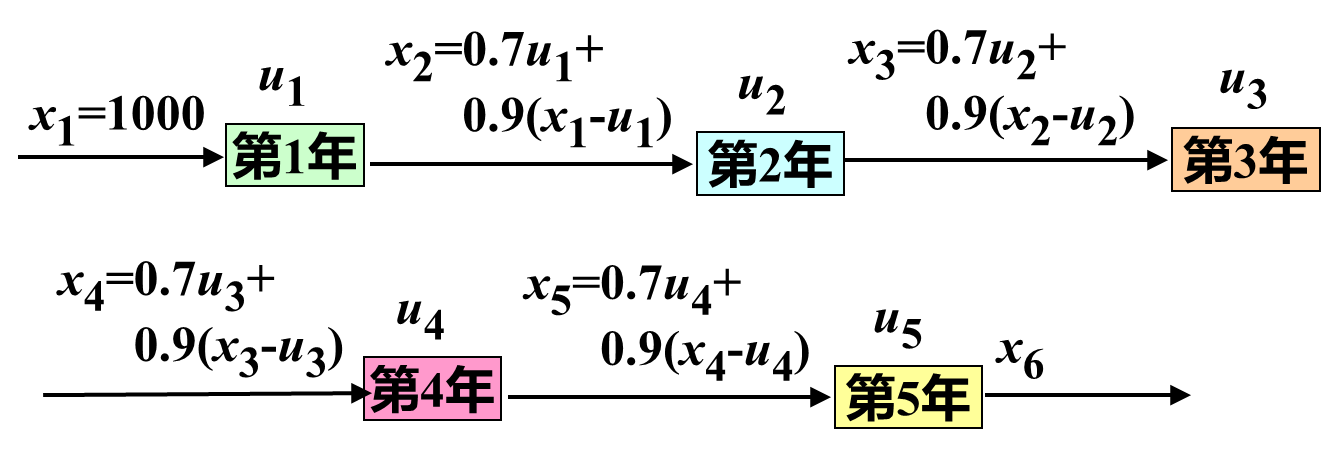 x₁=1000
u₁
第1年
x₂=0.7u₁+
0.9(x₁-u₁)
u₂
第2年
x₃=0.7u₂+
0.9(x₂-u₂)
u₃
第3年
x₄=0.7u₃+
0.9(x₃-u₃)
u₄
第4年
x₅=0.7u₄+
0.9(x₄-u₄)
u₅
第5年
x₆